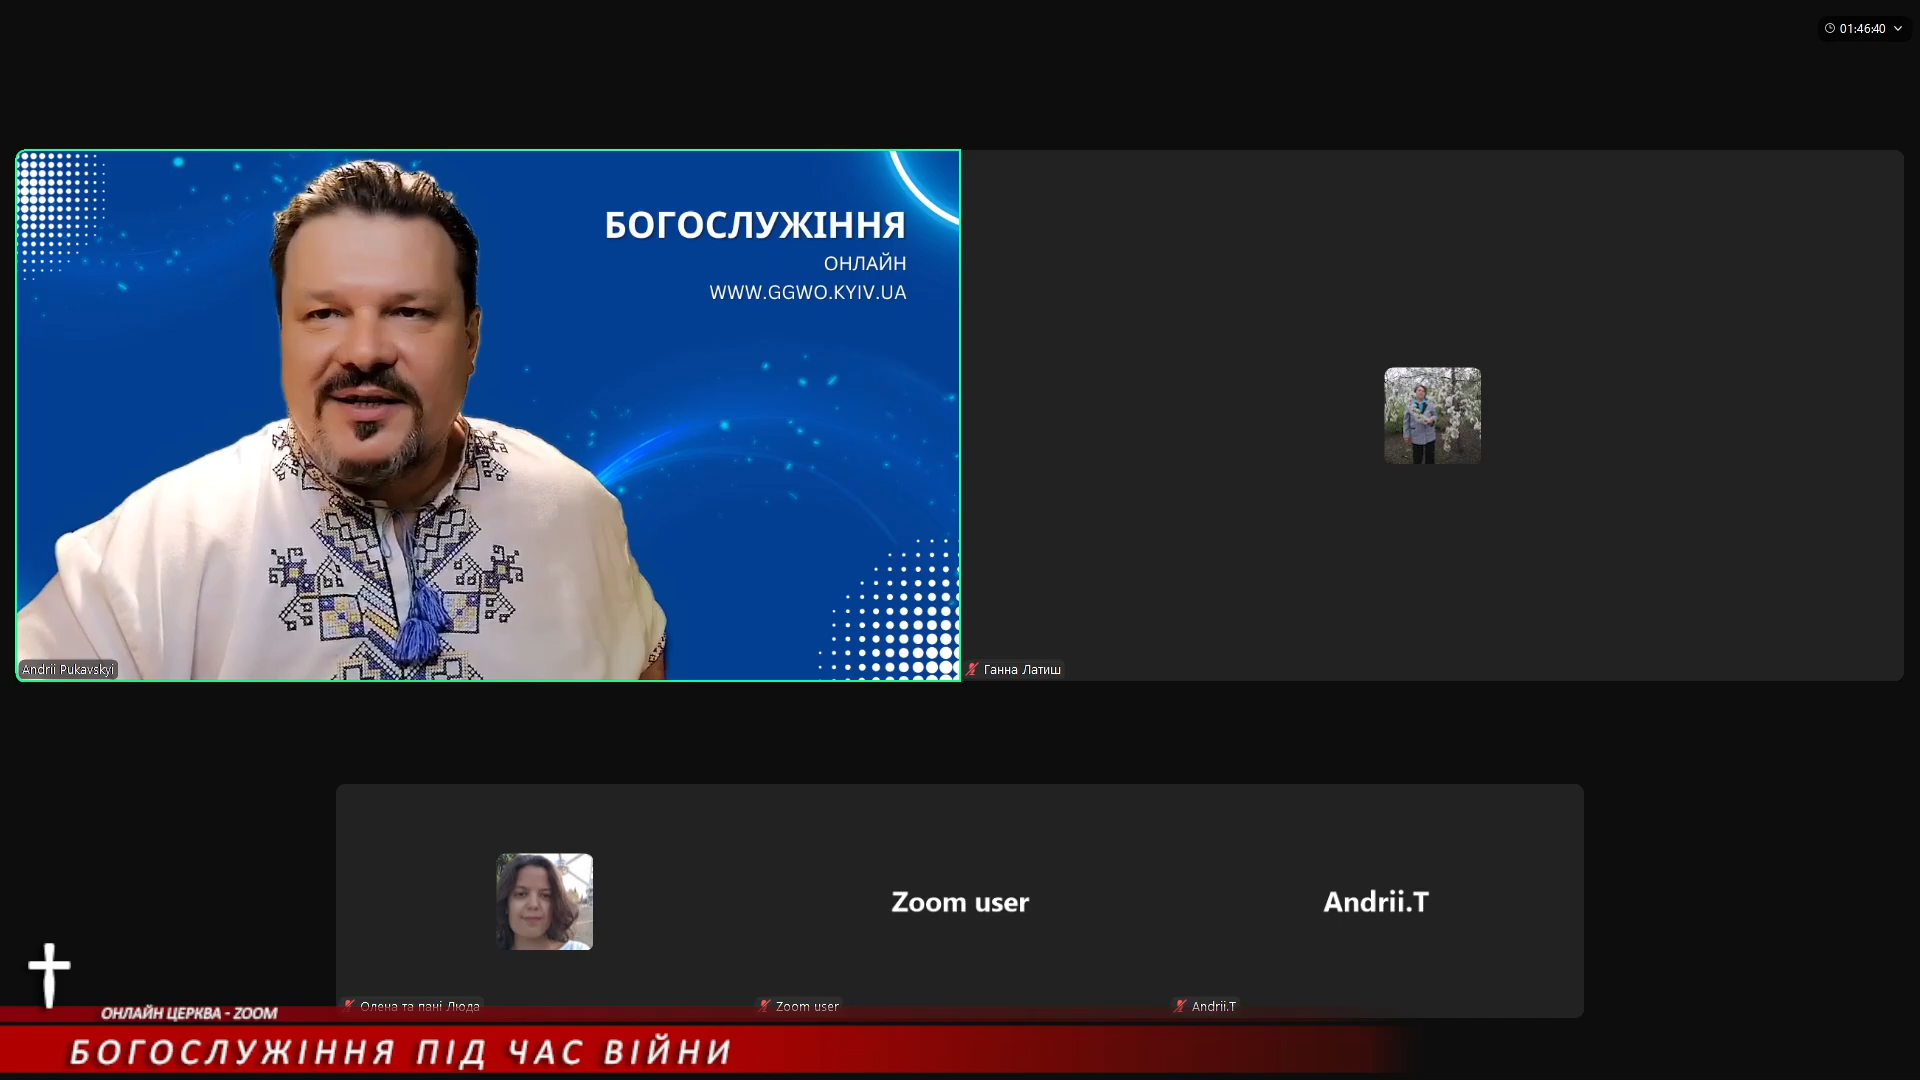 01:46:40
БОГОСЛУЖІННЯ
ОНЛАЙН
WWW.GGWO.KYIV.UA
Andrii Pukavskyi
Ганна Латиш
Zoom user
Andrii.T
Олена та пані Люда
Zoom user
Andrii.T
ОНЛАЙН ЦЕРКВА - ZOOM
БОГОСЛУЖІННЯ ПІД ЧАС ВІЙНИ